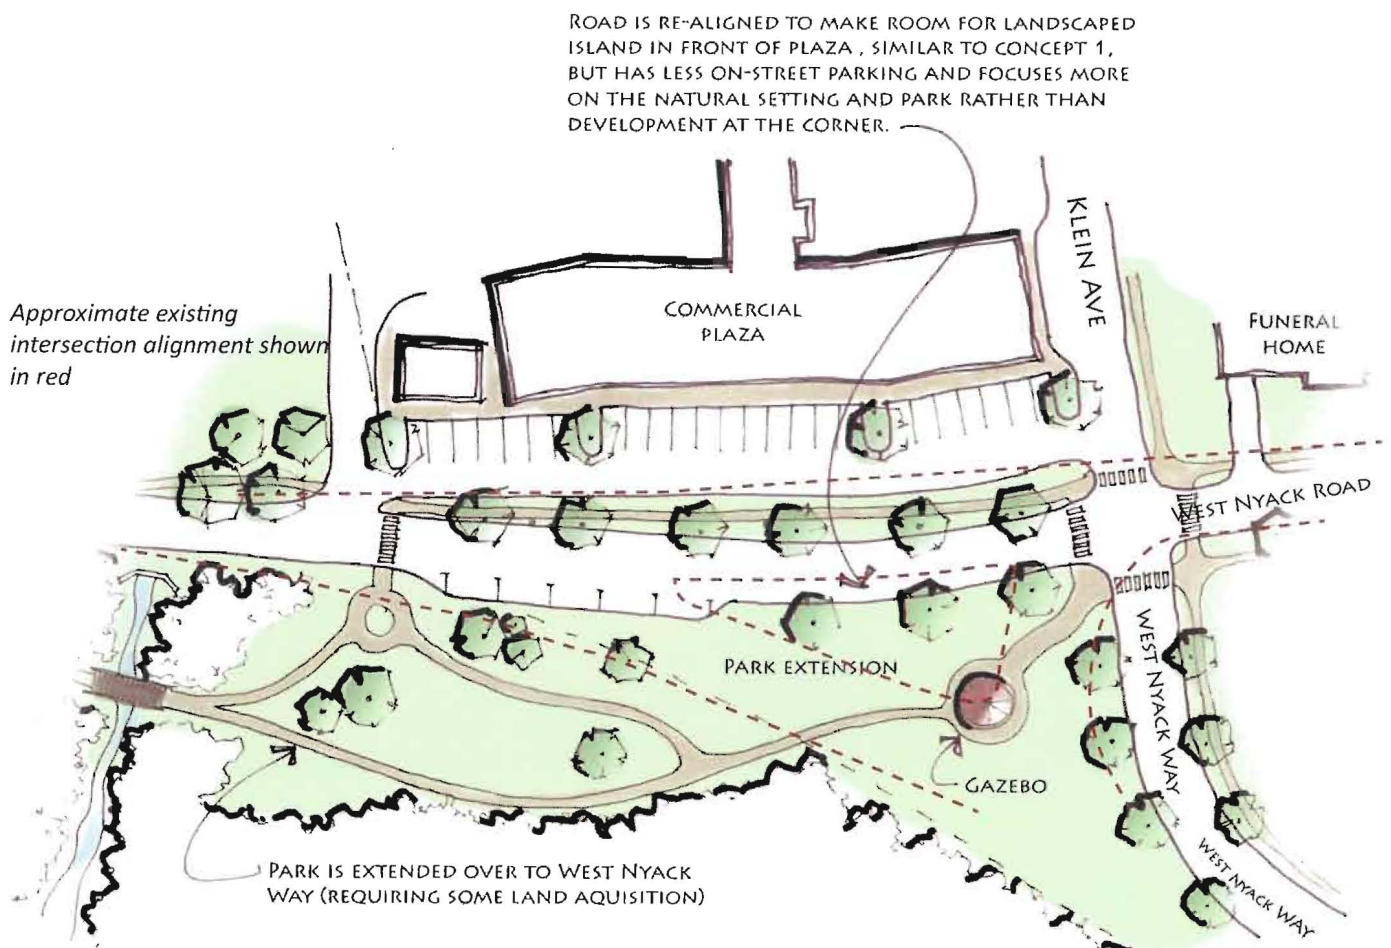 ROAD IS RE-ALIGNED TO MAKE ROOM FOR LANDSCAPED
ISLAND IN FRONT OF PLAZA , SIMILAR TO CONCEPT 1,
BUT HAS LESS ON-STREET PARKING AND FOCUSES MORE
ON THE NATURAL SETTING AND PARK RATHER THAN
DEVELOPMENT AT THE CORNER.
KLEIN AVE
Approximate existing
intersection alignment shown
in red
COMMERCIAL
PLAZA
FUNERAL
HOME
WEST NYACK ROAD
PARK EXTENSION
WEST NYACK WAY
GAZEBO
WEST NYACK WAY
PARK IS EXTENDED OVER TO WEST NYACK
WAY (REQUIRING SOME LAND AQUISITION)